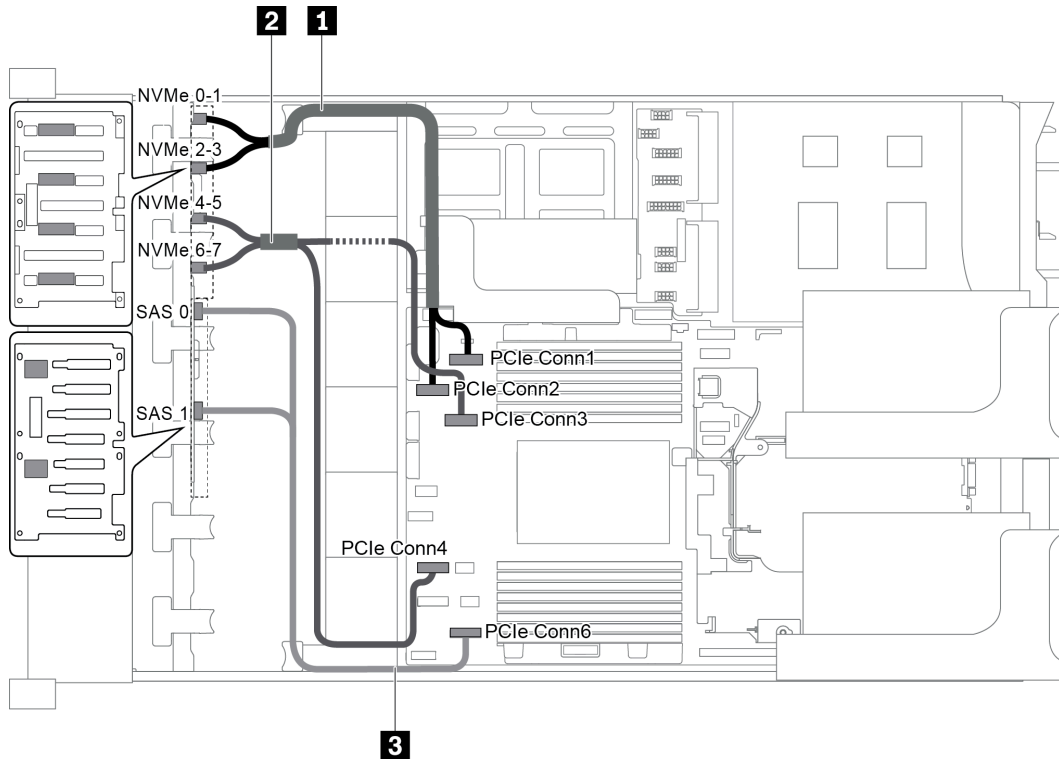 2 1
NVMe 0-1
NVMe 2-3
NVMe 4-5
NVMe 6-7
SAS 0
PCIe Conn1
PCIe Conn2
SAS 1
PCIe Conn3
PCIe Conn4
PCIe Conn6
3